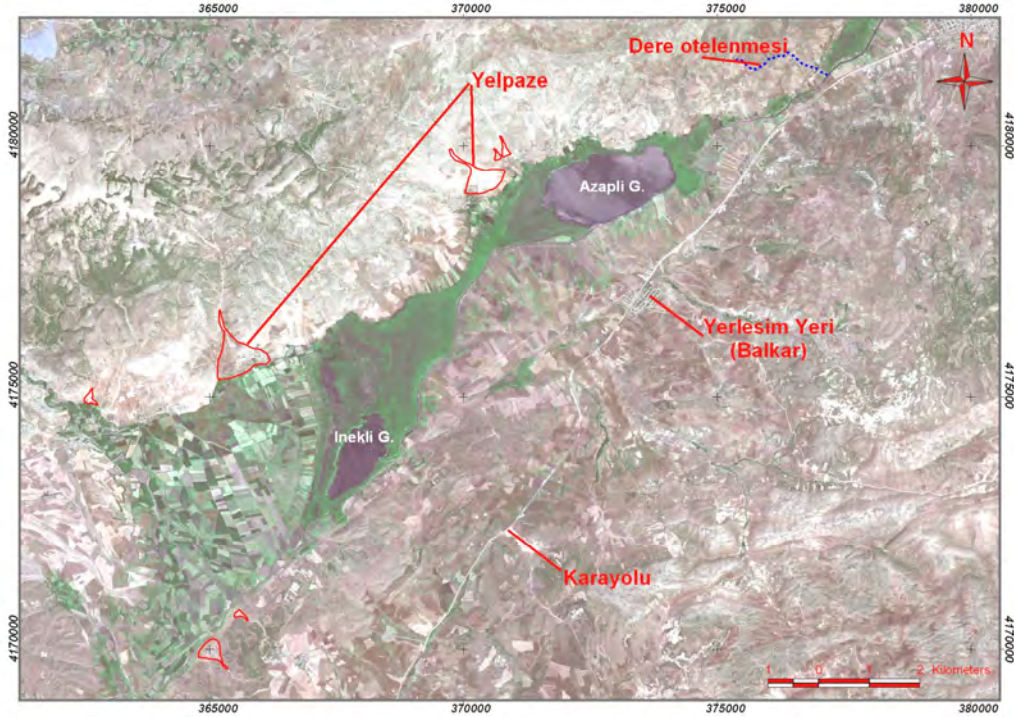 365000 370000 375000 380000
Dere otelenmesi
N
Yelpaze
4180000 4180000
Azapli G.
Yerlesim Yeri
(Balkar)
4175000 4175000
Inekli G.
Karayolu
4170000 4170000
1 0 1 2 Kilometers
365000 370000 375000 380000